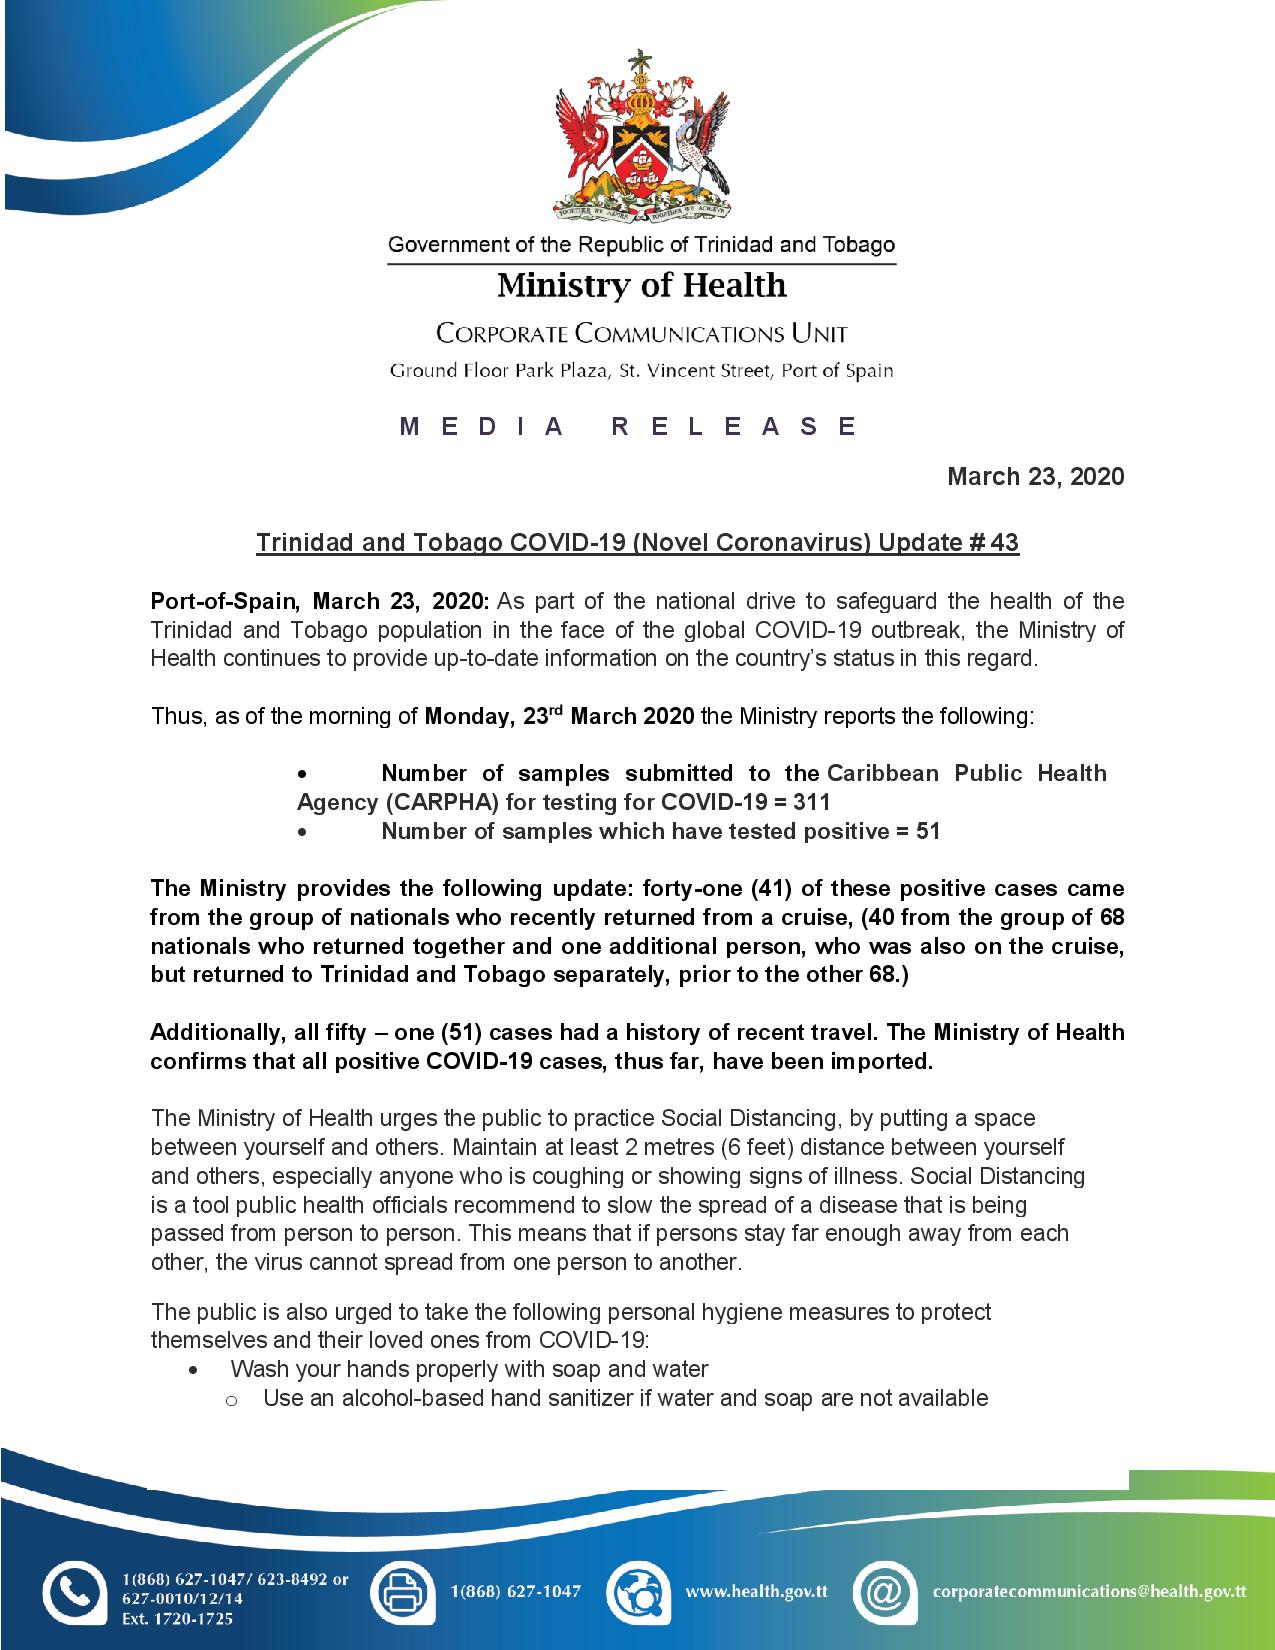 TOGETHER WE ASPIRE TOGETHER WE ACHIEVE
Government of the Republic of Trinidad and Tobago
Ministry of Health
CORPORATE COMMUNICATIONS UNIT
Ground Floor Park Plaza, St. Vincent Street, Port of Spain
MEDIA RELEASE
March 23, 2020
Trinidad and Tobago COVID-19 (Novel Coronavirus) Update # 43
Port-of-Spain, March 23, 2020: As part of the national drive to safeguard the health of the
Trinidad and Tobago population in the face of the global COVID-19 outbreak, the Ministry of
Health continues to provide up-to-date information on the country's status in this regard.
Thus, as of the morning of Monday, 23rd March 2020 the Ministry reports the following:
• Number of samples submitted to the Caribbean Public Health
Agency (CARPHA) for testing for COVID-19 = 311
• Number of samples which have tested positive = 51
The Ministry provides the following update: forty-one (41) of these positive cases came
from the group of nationals who recently returned from a cruise, (40 from the group of 68
nationals who returned together and one additional person, who was also on the cruise,
but returned to Trinidad and Tobago separately, prior to the other 68.)
Additionally, all fifty – one (51) cases had a history of recent travel. The Ministry of Health
confirms that all positive COVID-19 cases, thus far, have been imported.
The Ministry of Health urges the public to practice Social Distancing, by putting a space
between yourself and others. Maintain at least 2 metres (6 feet) distance between yourself
and others, especially anyone who is coughing or showing signs of illness. Social Distancing
is a tool public health officials recommend to slow the spread of a disease that is being
passed from person to person. This means that if persons stay far enough away from each
other, the virus cannot spread from one person to another.
The public is also urged to take the following personal hygiene measures to protect
themselves and their loved ones from COVID-19:
• Wash your hands properly with soap and water
o Use an alcohol-based hand sanitizer if water and soap are not available
1(868) 627-1047/ 623-8492 or
627-0010/12/14
Ext. 1720-1725
1(868) 627-1047
www.health.gov.tt
corporatecommunications@health.gov.tt